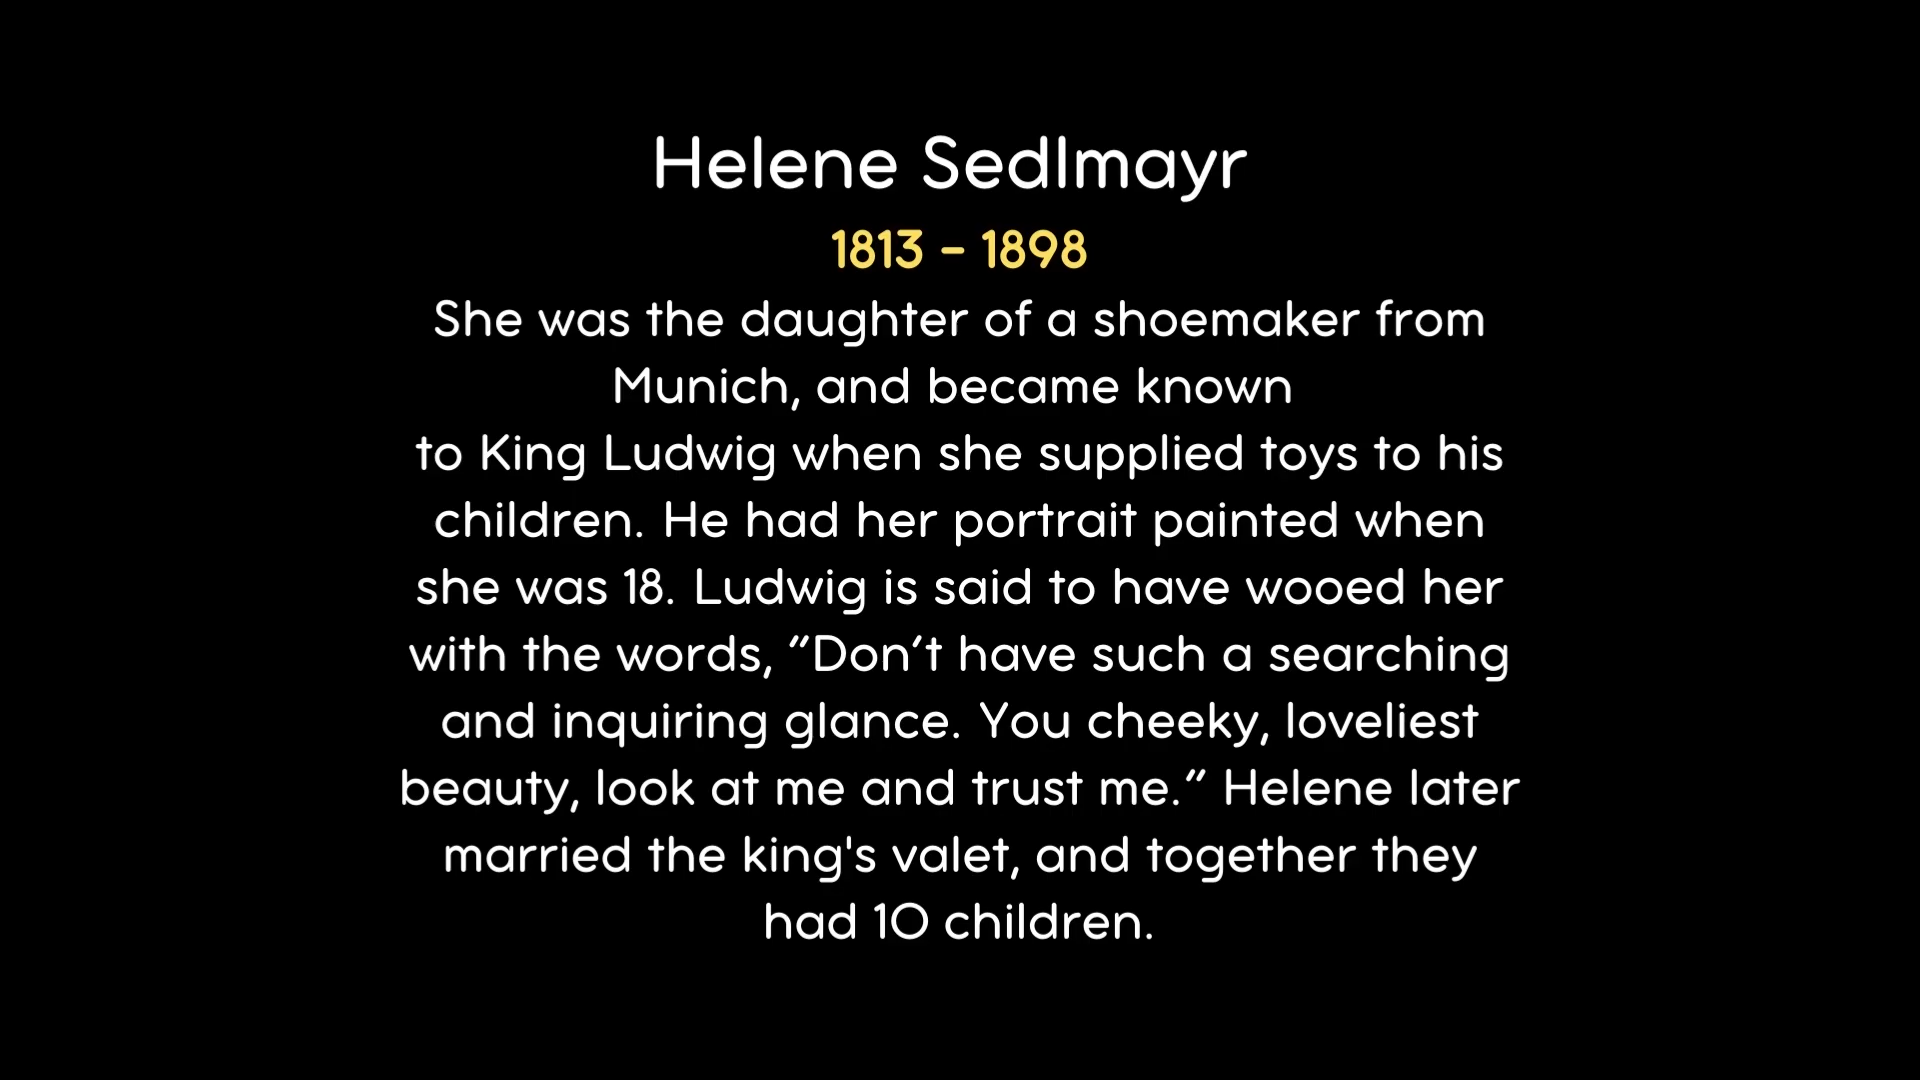 Helene Sedlmayr
1813 – 1898
She was the daughter of a shoemaker from
Munich, and became known
to King Ludwig when she supplied toys to his
children. He had her portrait painted when
she was 18. Ludwig is said to have wooed her
with the words, “Don’t have such a searching
and inquiring glance. You cheeky, loveliest
beauty, look at me and trust me.” Helene later
married the king's valet, and together they
had 10 children.